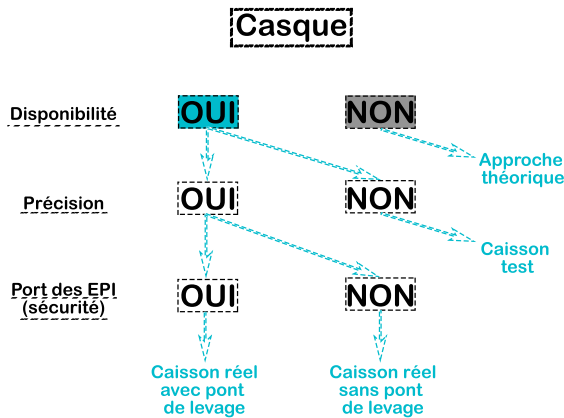 Casque
Disponibilité
OUI
NON
Approche
théorique
Précision
OUI
NON
Caisson
test
Port des EPI
(sécurité)
OUI
NON
Caisson réel
avec pont
de levage
Caisson réel
sans pont
de levage